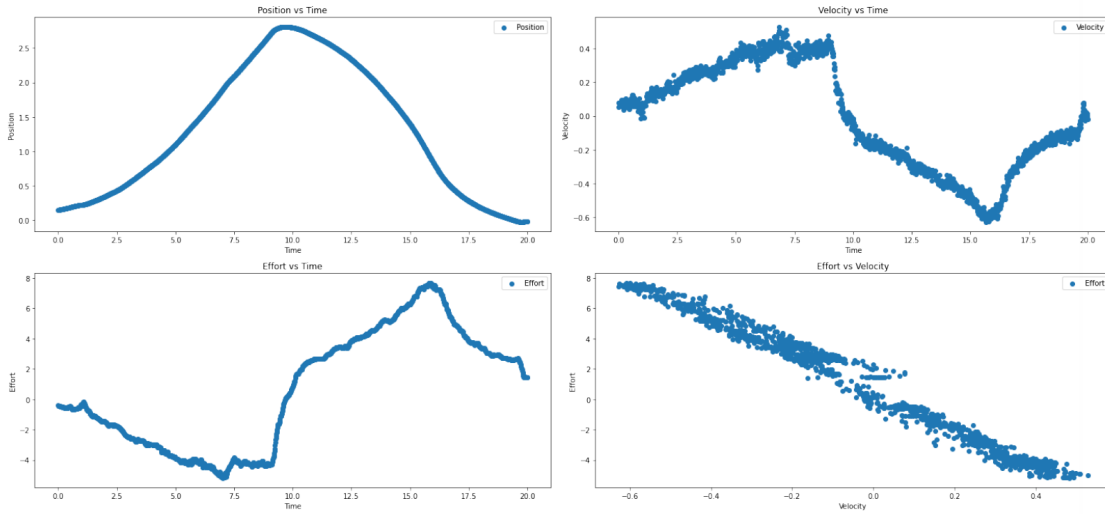 Position vs Time
Position
2.5
2.0
1.5
1.0
0.5
0.0
Position
0.0 2.5 5.0 7.5 10.0 12.5 15.0 17.5 20.0
Time
Velocity vs Time
Velocity
0.4
0.2
0.0
−0.2
−0.4
−0.6
Velocity
0.0 2.5 5.0 7.5 10.0 12.5 15.0 17.5 20.0
Time
Effort vs Time
Effort
8
6
4
2
0
−2
−4
Effort
0.0 2.5 5.0 7.5 10.0 12.5 15.0 17.5 20.0
Time
Effort vs Velocity
Effort
8
6
4
2
0
−2
−4
Effort
−0.6 −0.4 −0.2 0.0 0.2 0.4
Velocity